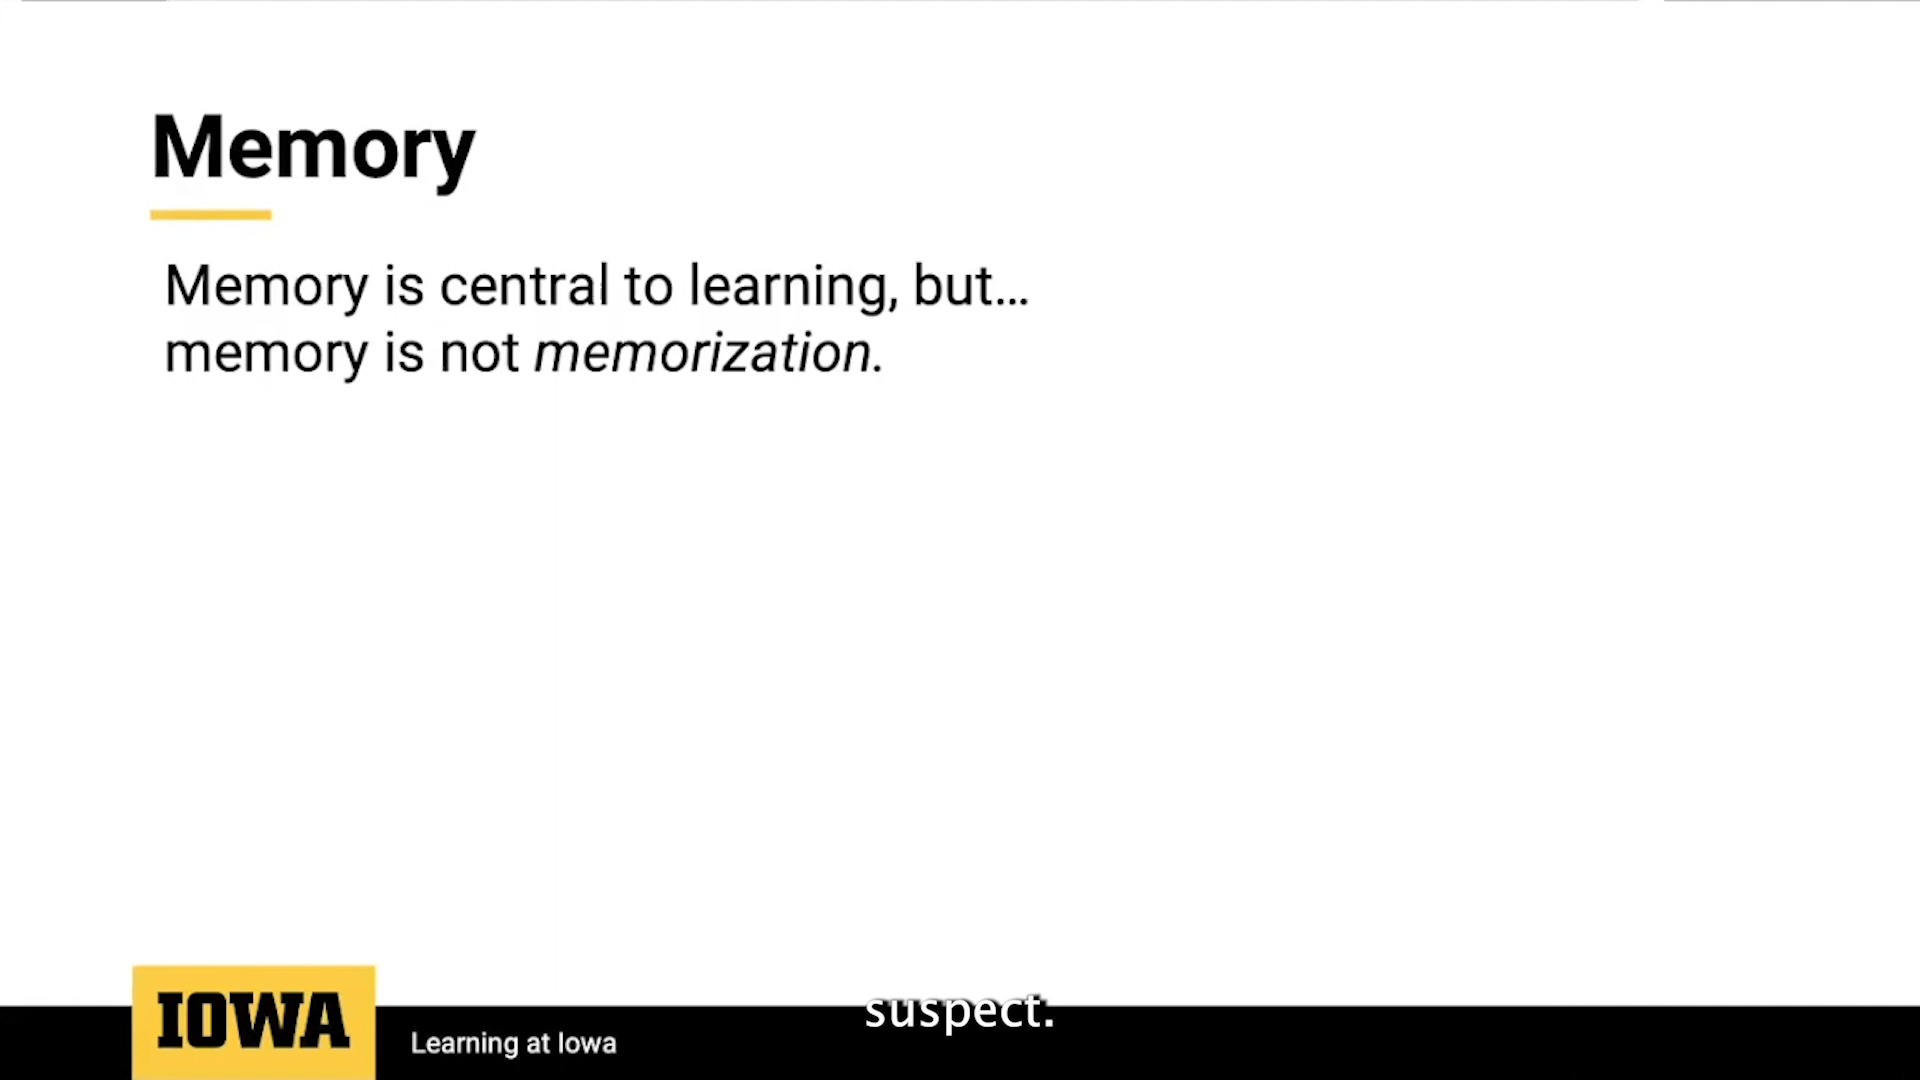 Memory
Memory is central to learning, but…
memory is not memorization.
suspect.
IOWA
Learning at Iowa